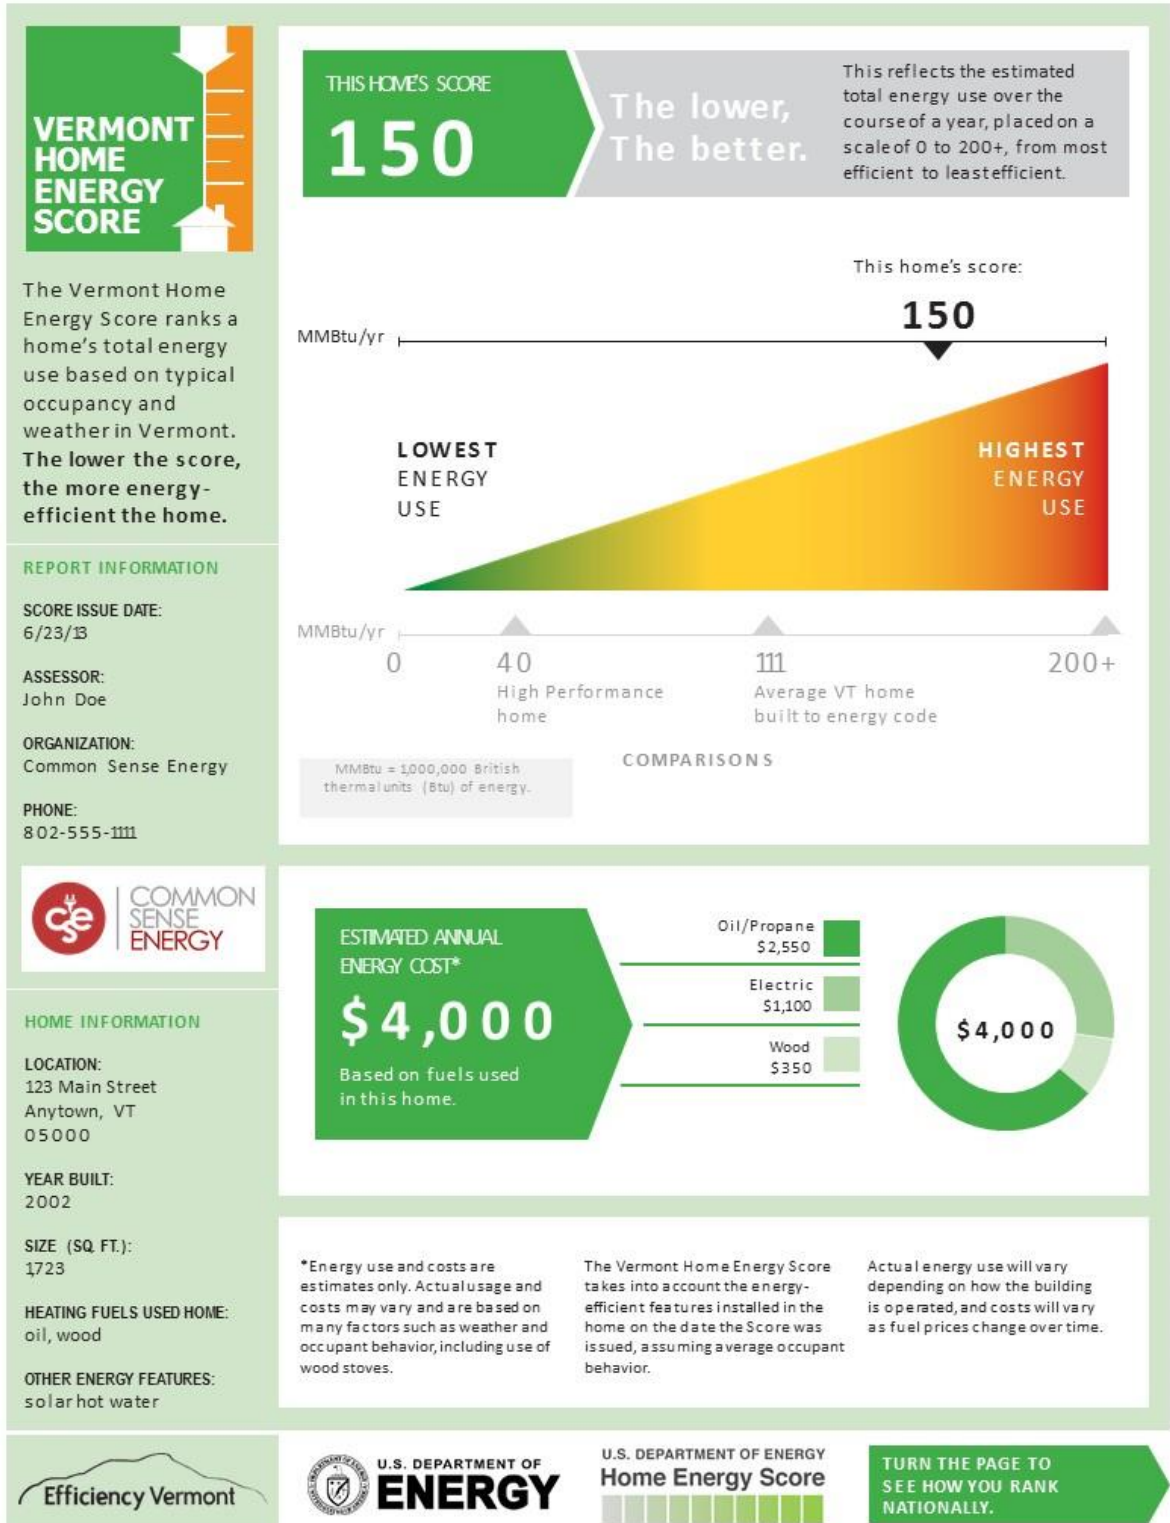 VERMONT
HOME
ENERGY
SCORE
The Vermont Home
Energy Score ranks a
home's total energy
use based on typical
occupancy and
weather in Vermont.
The lower the score,
the more energy-
efficient the home.
REPORT INFORMATION
SCORE ISSUE DATE:
6/23/13
ASSESSOR:
John Doe
ORGANIZATION:
Common Sense Energy
PHONE:
802-555-1111
cse
COMMON
SENSE
ENERGY
HOME INFORMATION
LOCATION:
123 Main Street
Anytown, VT
05000
YEAR BUILT:
2002
SIZE (SQ. FT.):
1,723
HEATING FUELS USED HOME:
oil, wood
OTHER ENERGY FEATURES:
solar hot water
THIS HOME'S SCORE
150
The lower,
The better.
This reflects the estimated
total energy use over the
course of a year, placed on a
scale of 0 to 200+, from most
efficient to least efficient.
This home's score:
150
MMBtu/yr
LOWEST
ENERGY
USE
HIGHEST
ENERGY
USE
MMBtu/yr
0
40
High Performance
home
111
Average VT home
built to energy code
200+
COMPARISONS
MMBtu = 1,000,000 British
thermal units (Btu) of energy.
ESTIMATED ANNUAL
ENERGY COST*
$4,000
Based on fuels used
in this home.
Oil/Propane
$2,550
Electric
$1,100
Wood
$350
$4,000
*Energy use and costs are
estimates only. Actual usage and
costs may vary and are based on
many factors such as weather and
occupant behavior, including use of
wood stoves.
The Vermont Home Energy Score
takes into account the energy-
efficient features installed in the
home on the date the Score was
issued, assuming average occupant
behavior.
Actual energy use will vary
depending on how the building
is operated, and costs will vary
as fuel prices change over time.
Efficiency Vermont
U.S. DEPARTMENT OF
ENERGY
U.S. DEPARTMENT OF ENERGY
Home Energy Score
TURN THE PAGE TO
SEE HOW YOU RANK
NATIONALLY.